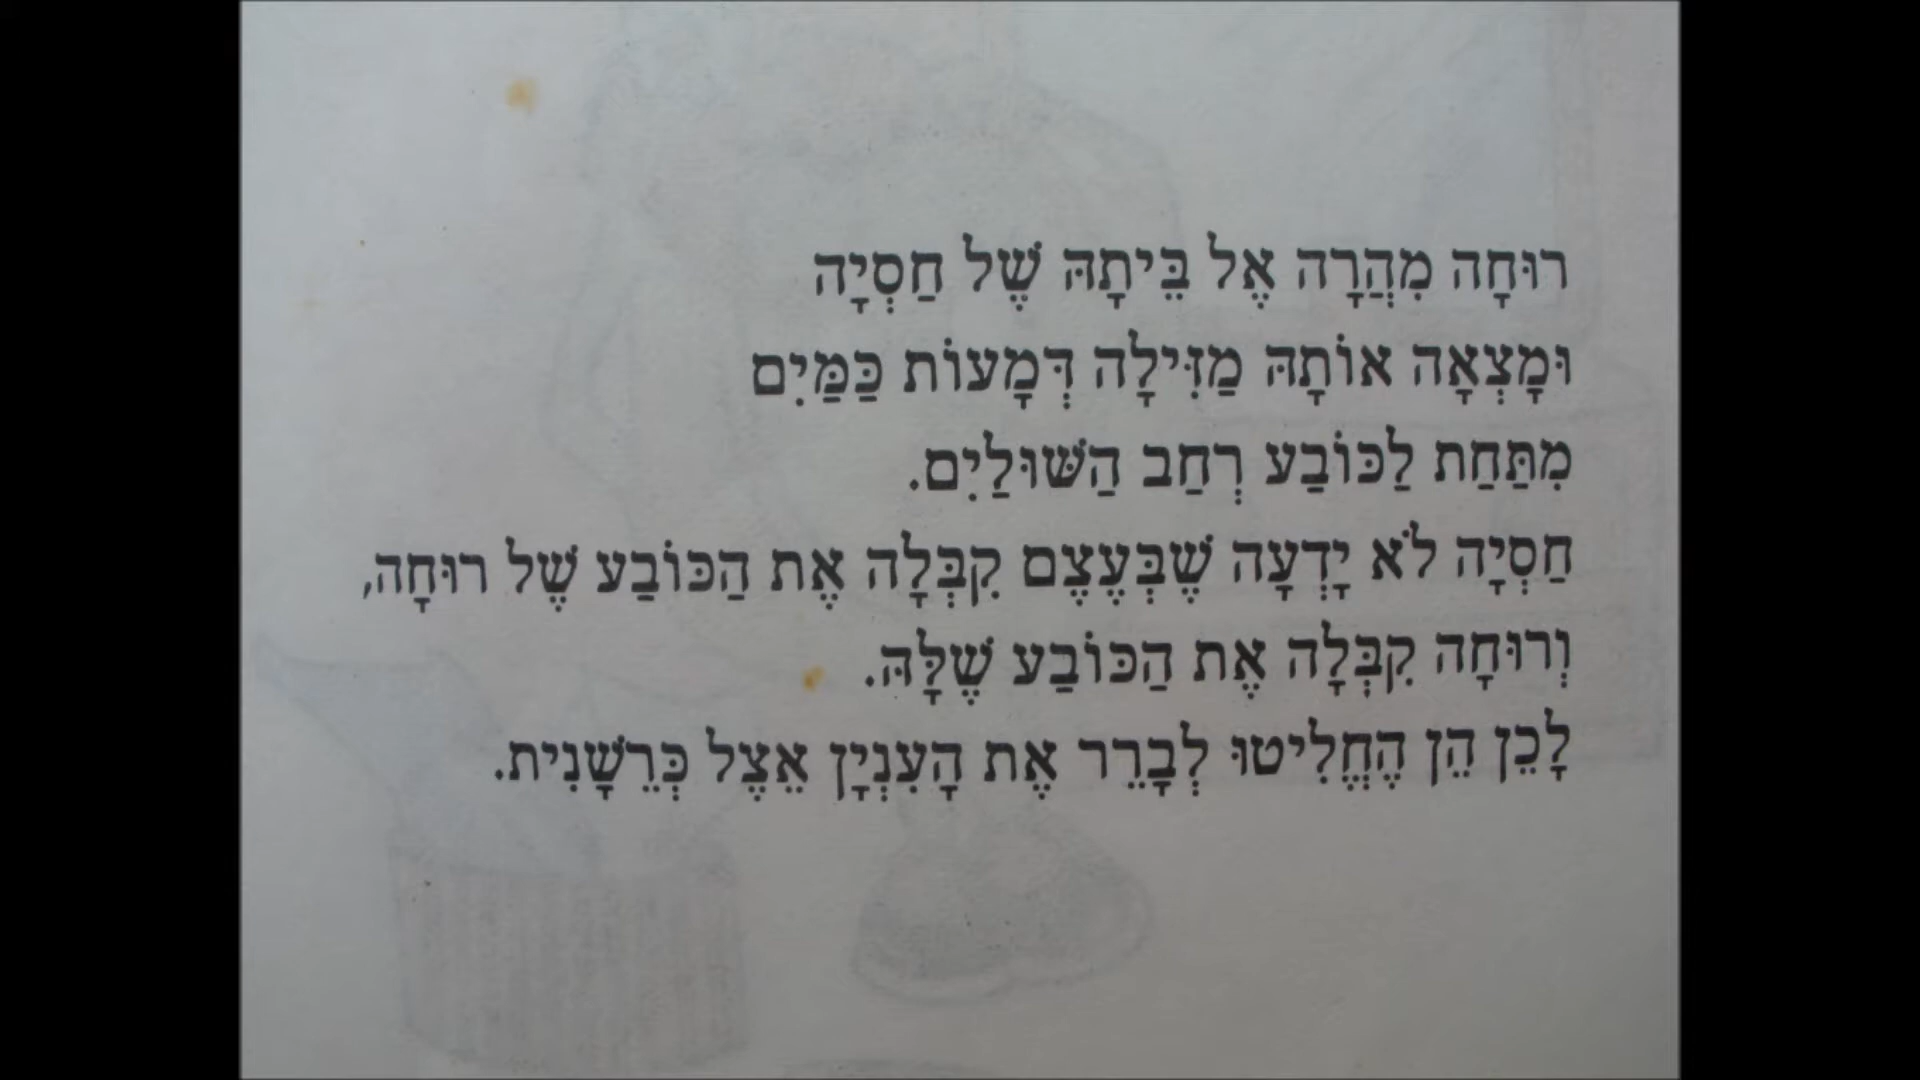 רוּחָה מִהֲרָה אֶל בֵּיתָהּ שֶׁל חַסְיָה
וּמָצְאָה אוֹתָהּ מַזִּילָה דְּמָעוֹת כַּמַּיִם
מִתַּחַת לַכּוֹבַע רְחַב הַשּׁוּלַיִם.
חַסְיָה לֹא יָדְעָה שֶׁבְּעֶצֶם קִבְּלָה אֶת הַכּוֹבַע שֶׁל רוּחָה,
וְרוּחָה קִבְּלָה אֶת הַכּוֹבַע שֶׁלָּהּ.
לָכֵן הֵן הֶחֱלִיטוּ לְבָרֵר אֶת הָעִנְיָן אֵצֶל כְּרֵשָׁנִית.